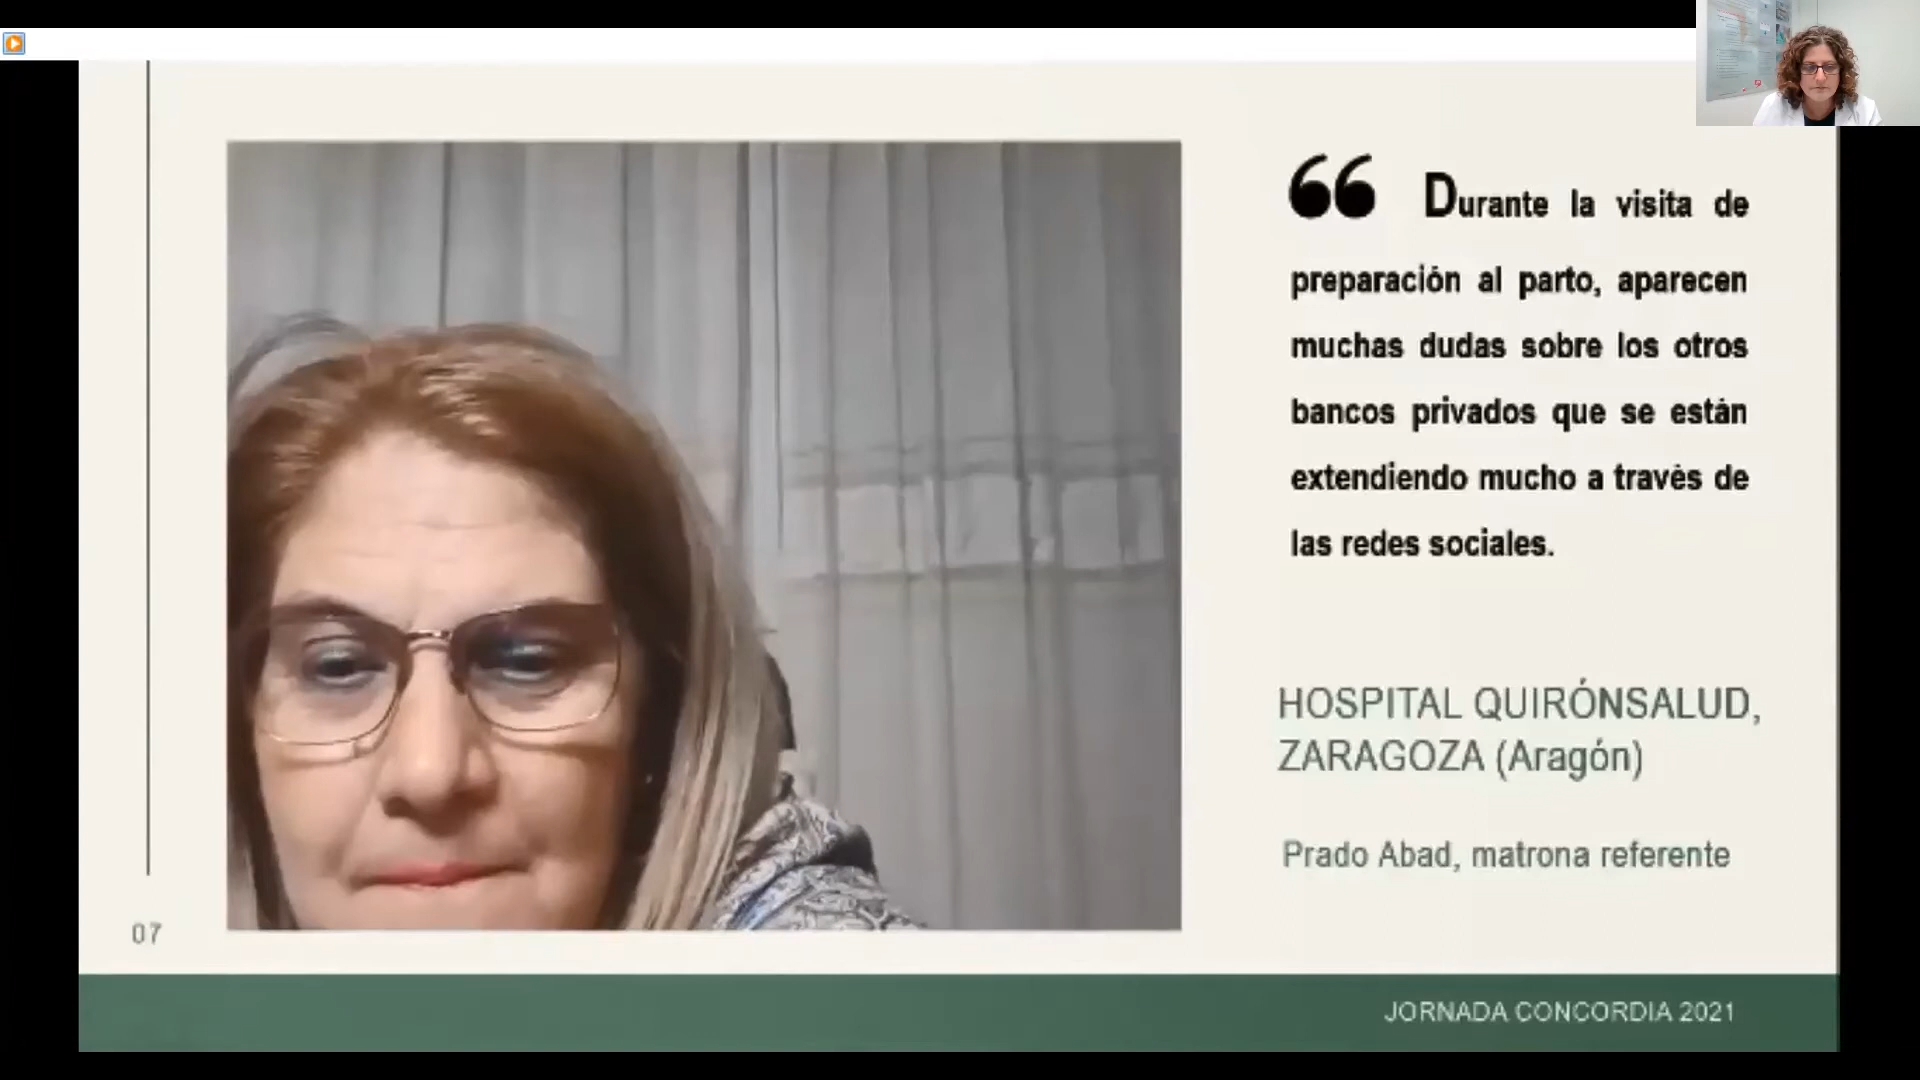 ❝ Durante la visita de
preparación al parto, aparecen
muchas dudas sobre los otros
bancos privados que se están
extendiendo mucho a través de
las redes sociales.
HOSPITAL QUIRÓNSALUD,
ZARAGOZA (Aragón)
Prado Abad, matrona referente
07
JORNADA CONCORDIA 2021